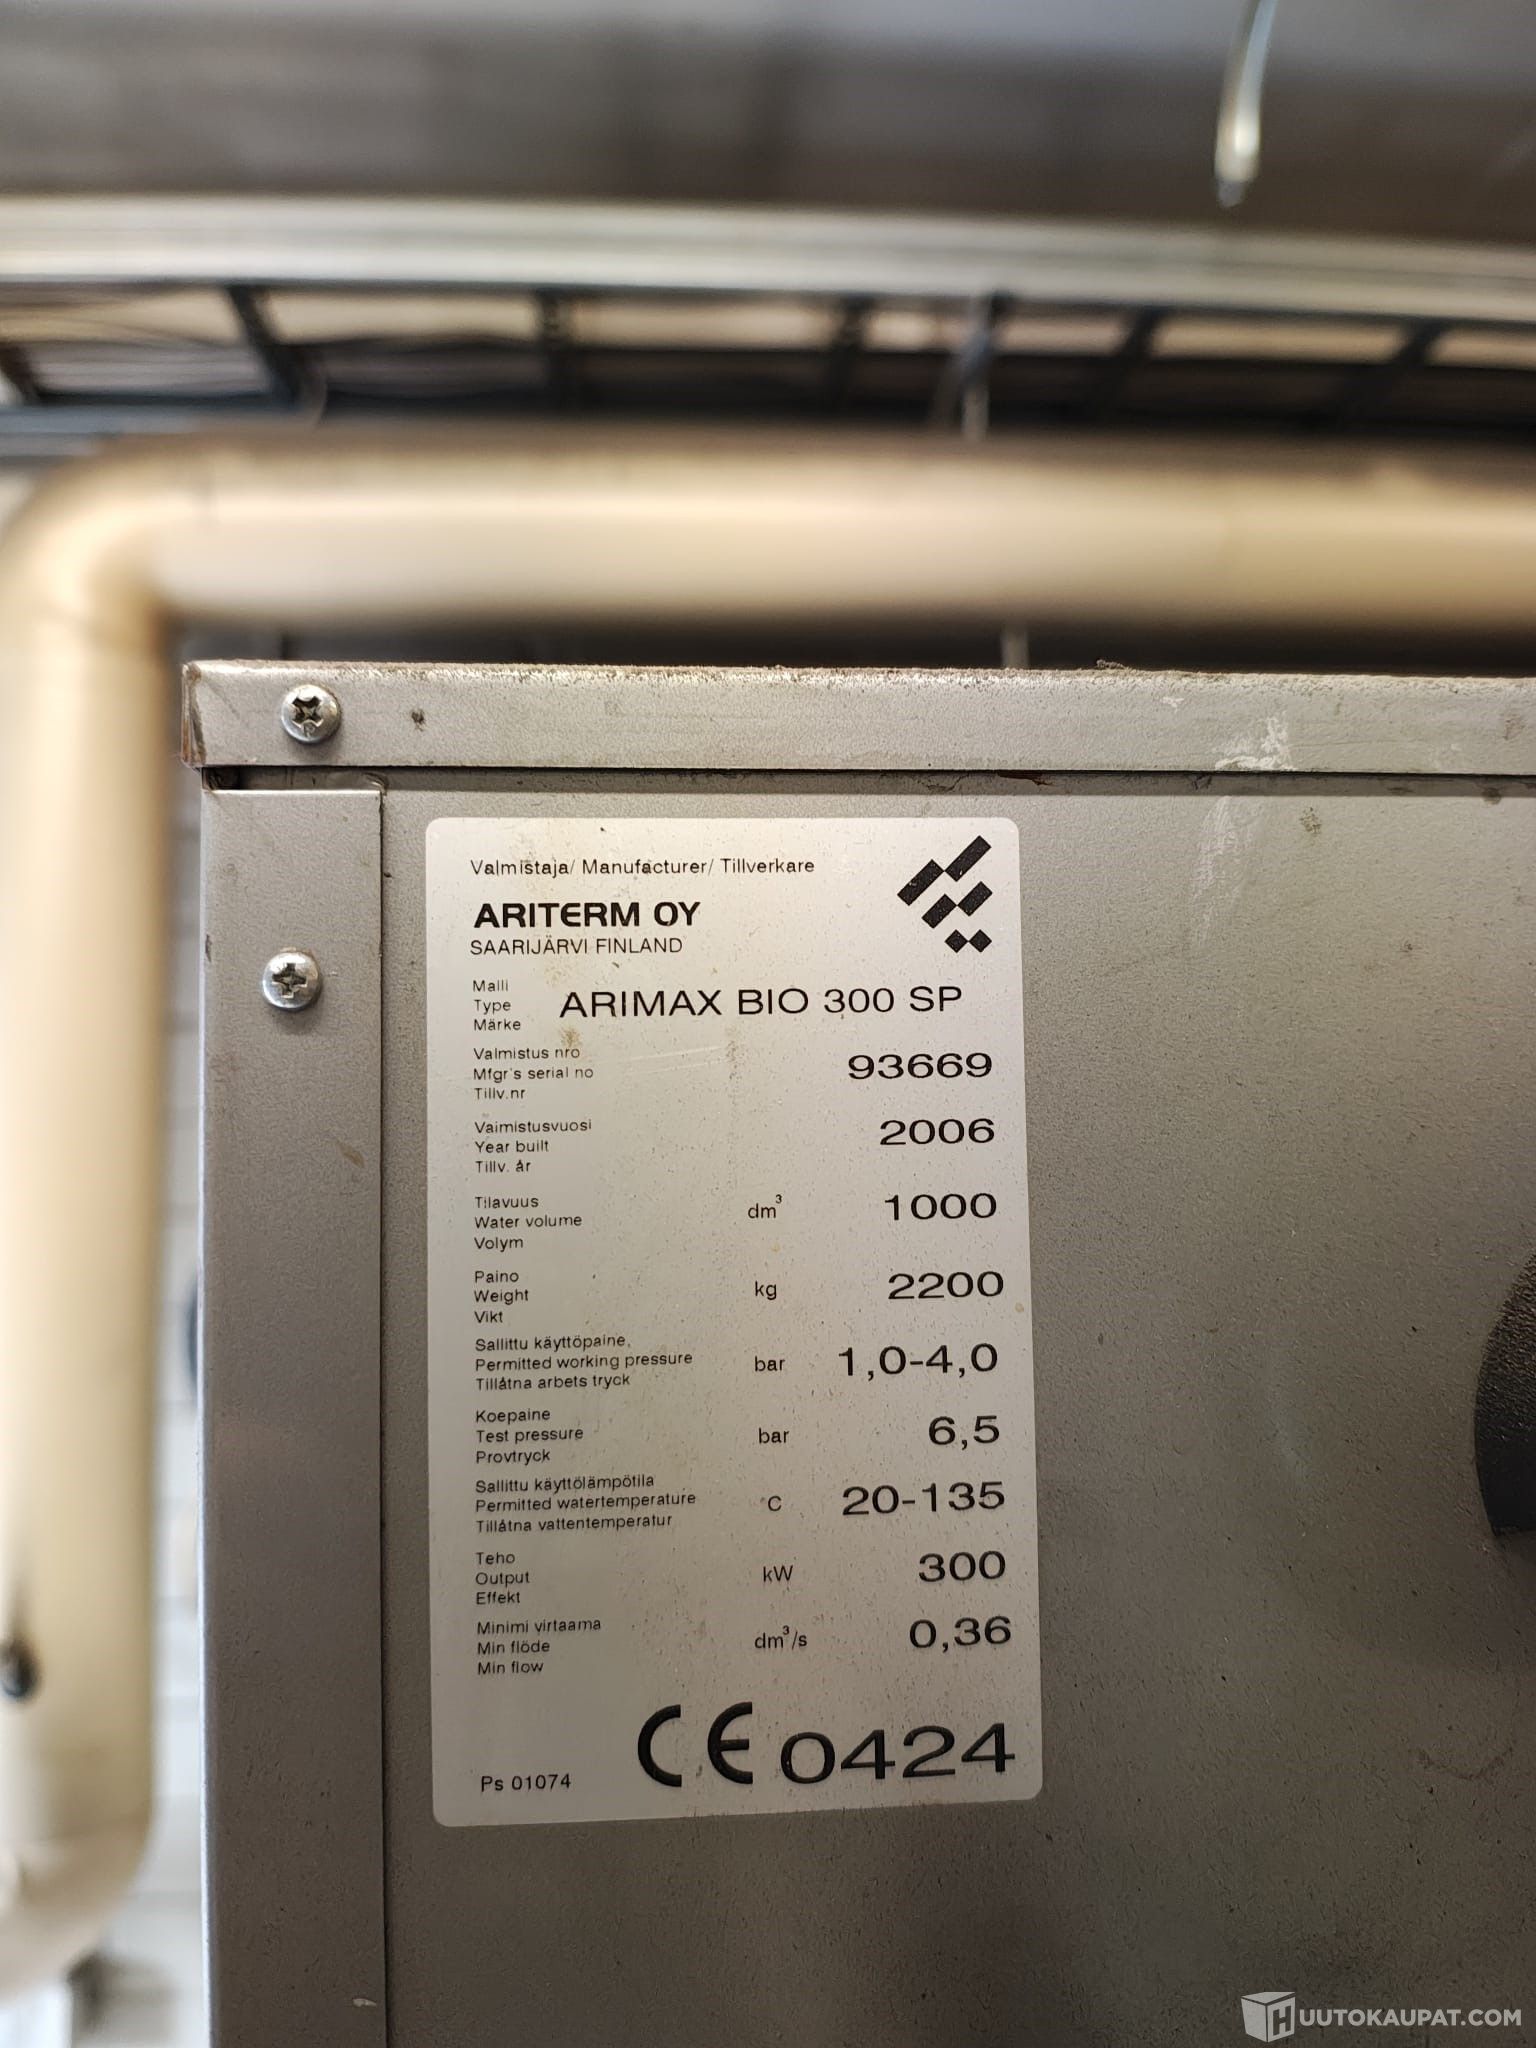 Valmistaja/ Manufacturer/ Tillverkare
ARITERM OY
SAARIJÄRVI FINLAND
Malli
Type
Märke
ARIMAX BIO 300 SP
Valmistus nro
Mfgr's serial no
Tillv.nr
93669
Vaimistusvuosi
Year built
Tillv. år
2006
Tilavuus
Water volume
Volym
dm³ 1000
Paino
Weight
Vikt
kg 2200
Sallittu käyttöpaine,
Permitted working pressure
Tillåtna arbets tryck
bar 1,0-4,0
Koepaine
Test pressure
Provtryck
bar 6,5
Sallittu käyttölämpötila
Permitted watertemperature
Tillåtna vattentemperatur
°C 20-135
Teho
Output
Effekt
kW 300
Minimi virtaama
Min flöde
Min flow
dm³/s 0,36
Ps 01074
CE 0424
HUUTOKAUPAT.COM